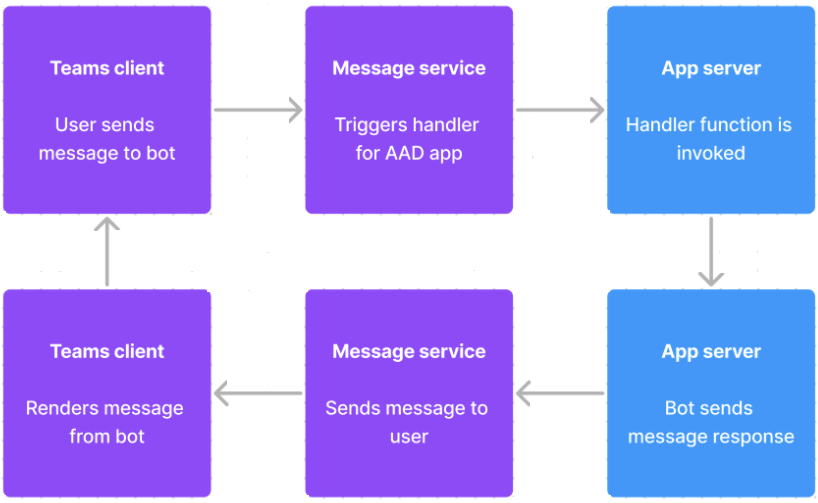 Teams client
User sends
message to bot
Message service
Triggers handler
for AAD app
App server
Handler function is
invoked
Teams client
Renders message
from bot
Message service
Sends message to
user
App server
Bot sends
message response